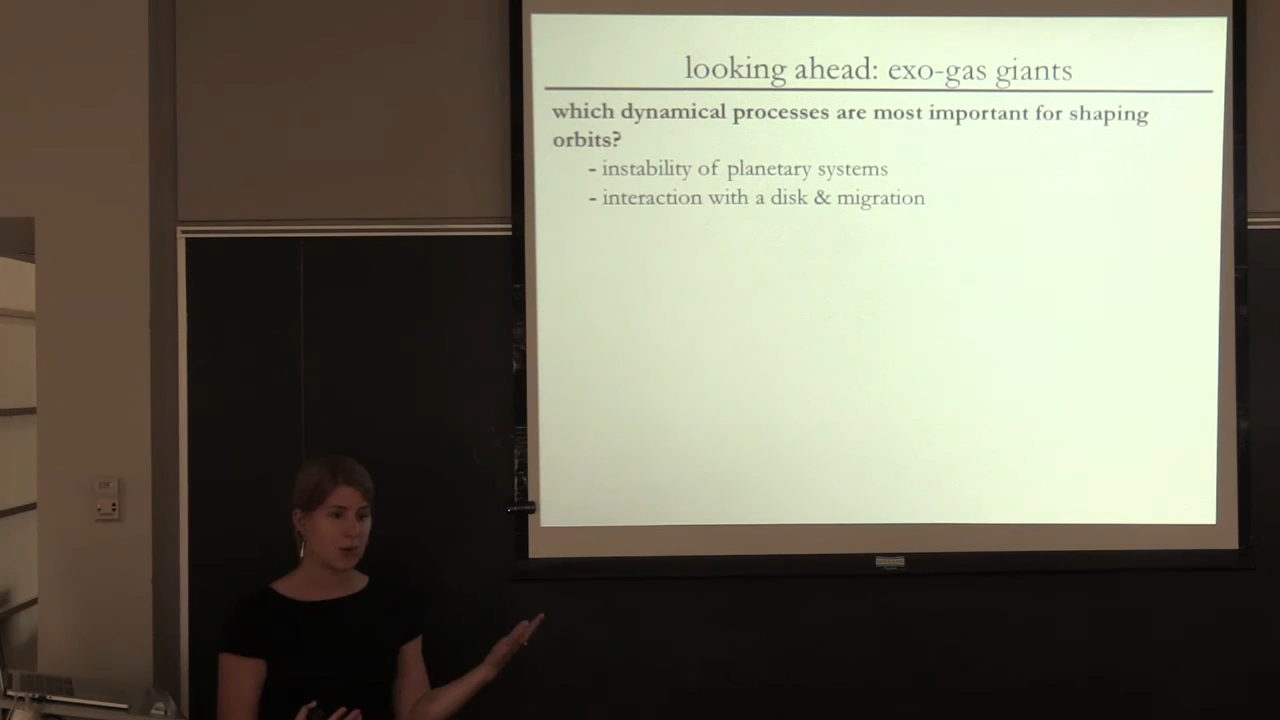 looking ahead: exo-gas giants
which dynamical processes are most important for shaping
orbits?
- instability of planetary systems
- interaction with a disk & migration